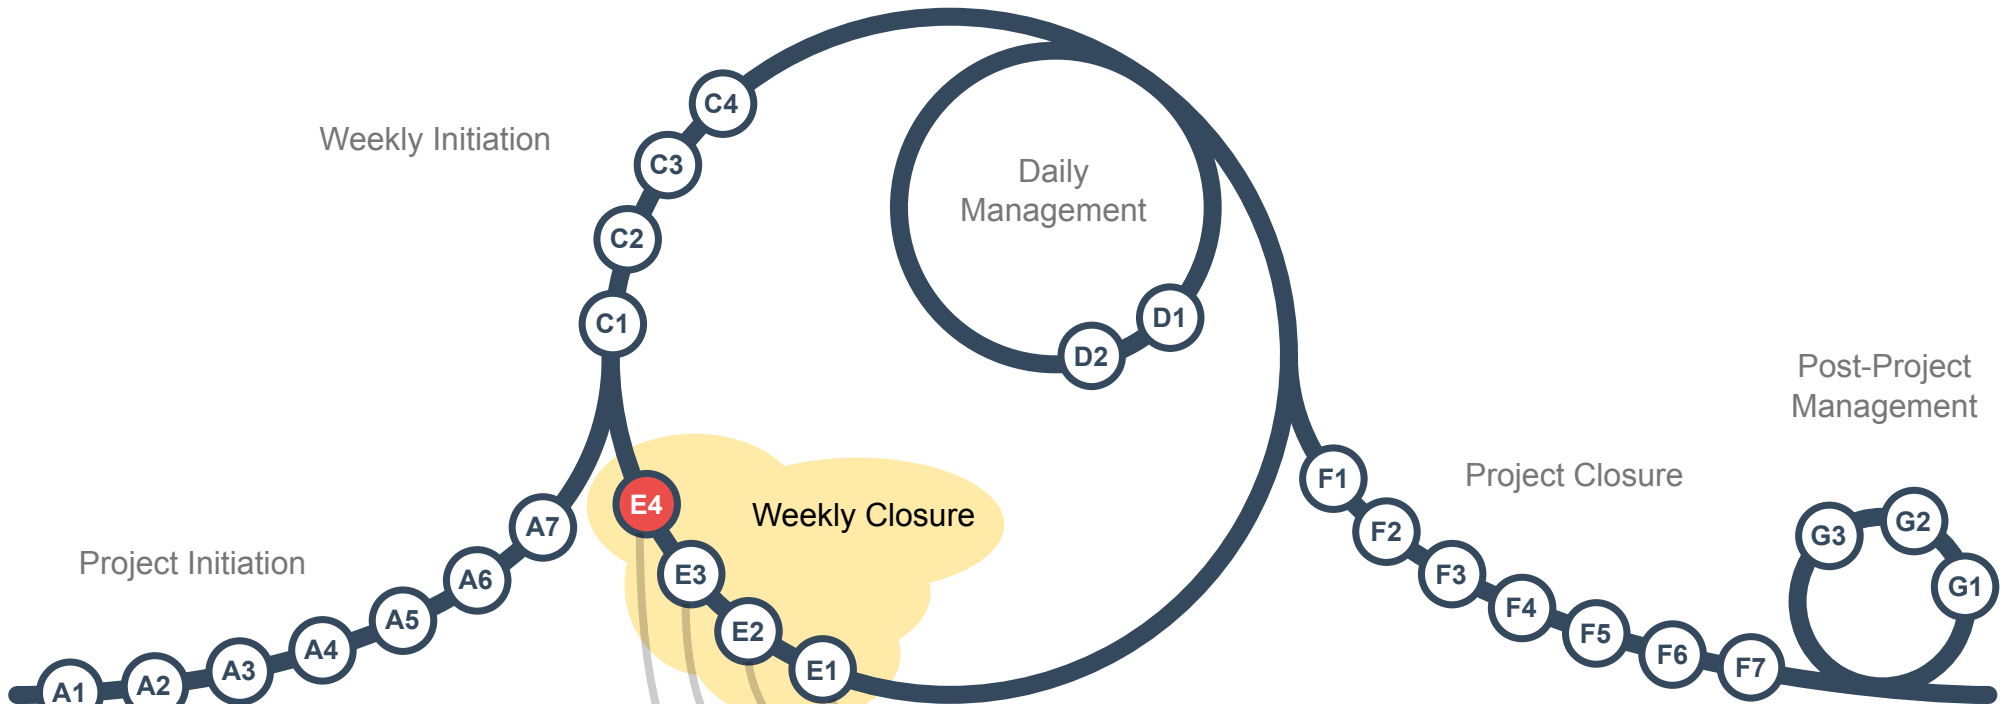 C4
Weekly Initiation
C3
Daily
Management
C2
C1
D1
D2
Post-Project
Management
F1
Project Closure
E4
Weekly Closure
A7
F2
G3
G2
Project Initiation
A6
E3
F3
G1
A5
E2
F4
F5
A4
A3
E1
F6
F7
A2
A1